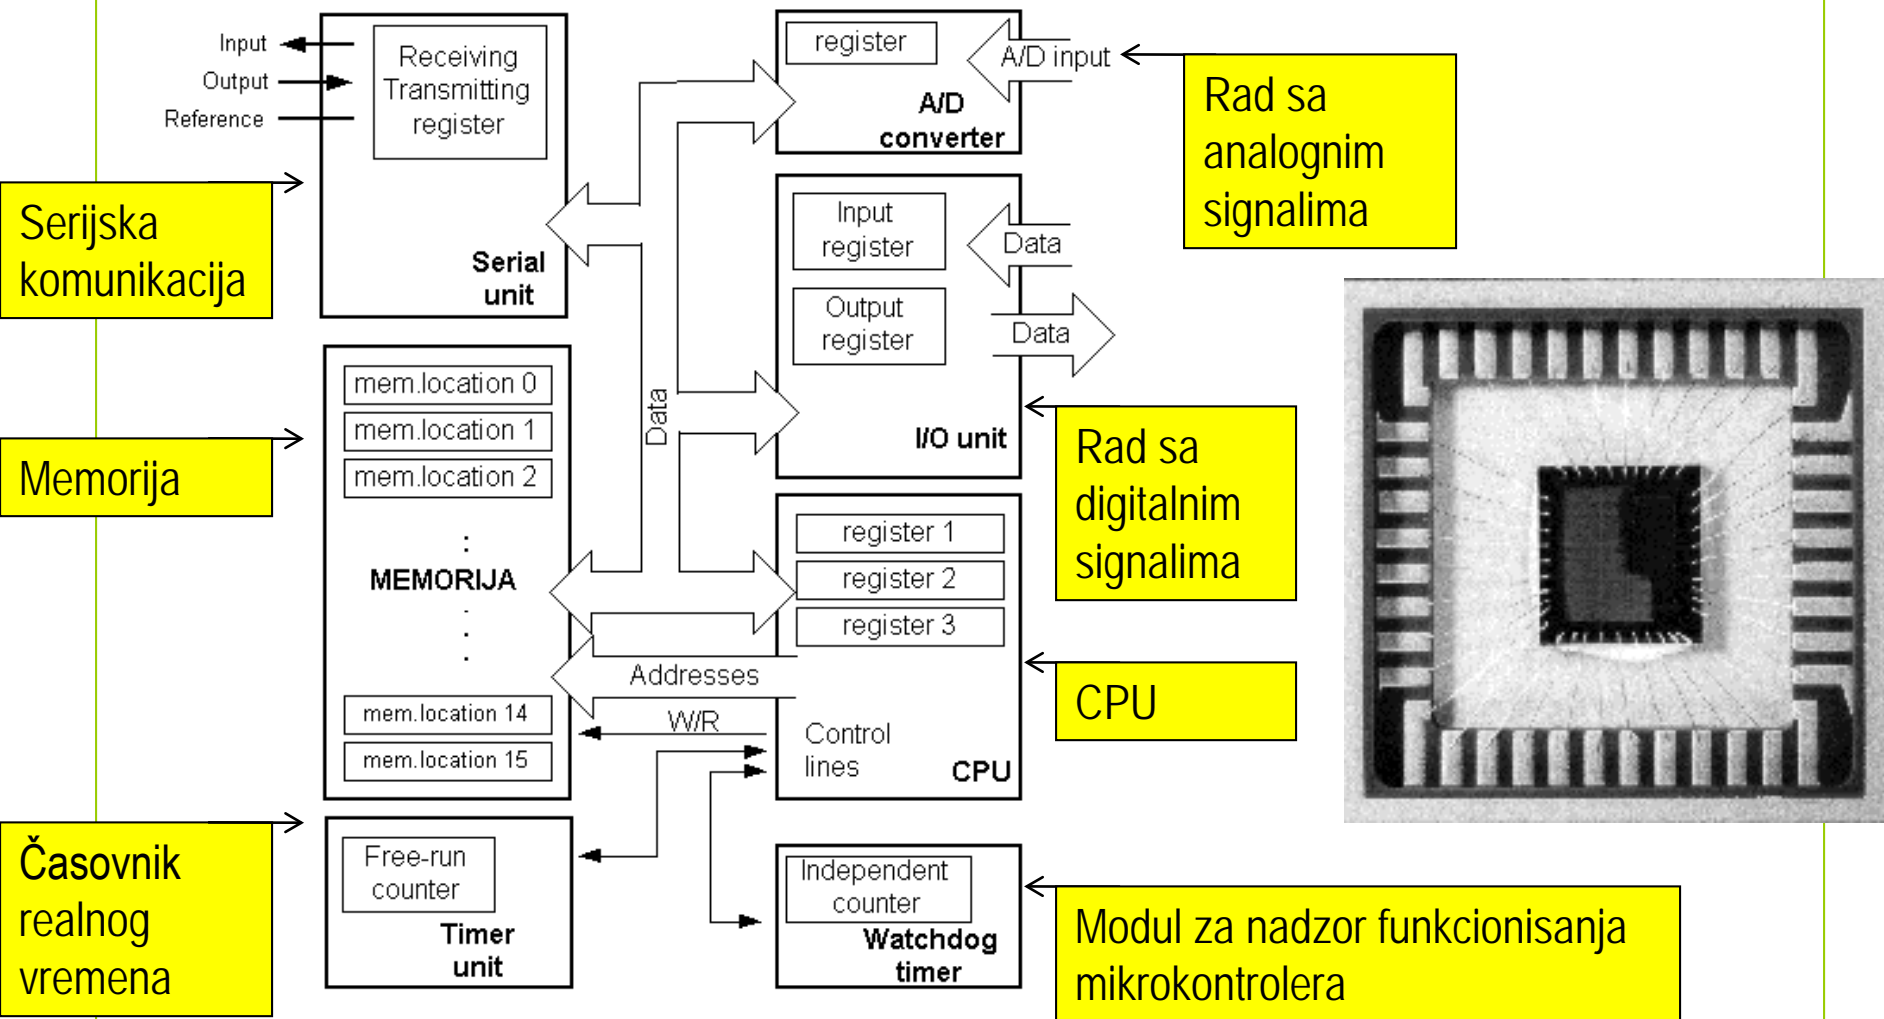 Input
Output
Reference
Receiving
Transmitting
register
Serial
unit
Serijska
komunikacija
register
A/D input
A/D
converter
Rad sa
analognim
signalima
Input
register
Data
Output
register
Data
I/O unit
Rad sa
digitalnim
signalima
Data
mem.location 0
mem.location 1
mem.location 2
:
MEMORIJA
.
.
.
mem.location 14
mem.location 15
Memorija
register 1
register 2
register 3
Addresses
W/R
Control
lines
CPU
CPU
Časovnik
realnog
vremena
Free-run
counter
Timer
unit
Independent
counter
Watchdog
timer
Modul za nadzor funkcionisanja
mikrokontrolera